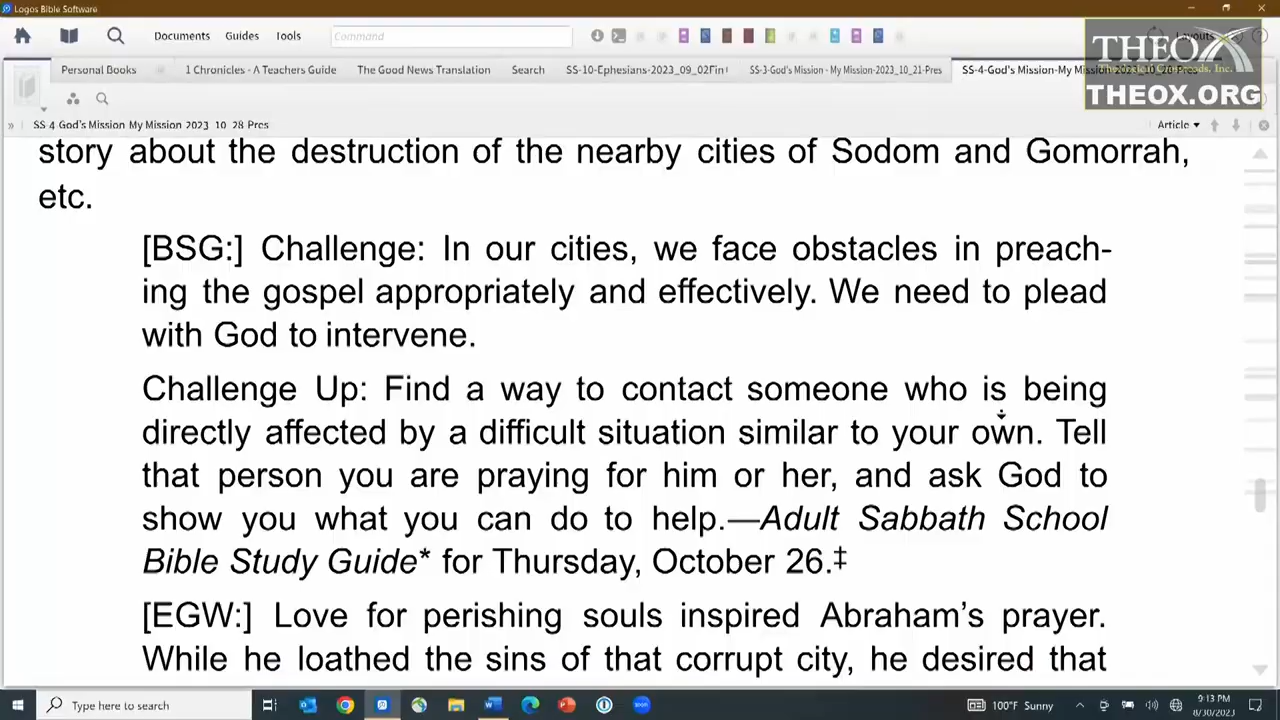 Logos Bible Software
Documents Guides Tools Command Layouts
THEOX
Theological Crossroads, Inc.
THEOX.ORG
Personal Books 1 Chronicles - A Teachers Guide The Good News Translation Search SS-10-Ephesians-2023_09_02Fin SS-3-God's Mission - My Mission-2023_10_21-Pres SS-4-God's Mission-My
SS-4-God's Mission-My Mission 2023_10_28 Pres Article
story about the destruction of the nearby cities of Sodom and Gomorrah,
etc.
[BSG:] Challenge: In our cities, we face obstacles in preach-
ing the gospel appropriately and effectively. We need to plead
with God to intervene.
Challenge Up: Find a way to contact someone who is being
directly affected by a difficult situation similar to your own. Tell
that person you are praying for him or her, and ask God to
show you what you can do to help.—Adult Sabbath School
Bible Study Guide* for Thursday, October 26.‡
[EGW:] Love for perishing souls inspired Abraham's prayer.
While he loathed the sins of that corrupt city, he desired that
Type here to search 100°F Sunny 9:13 PM
8/30/2023